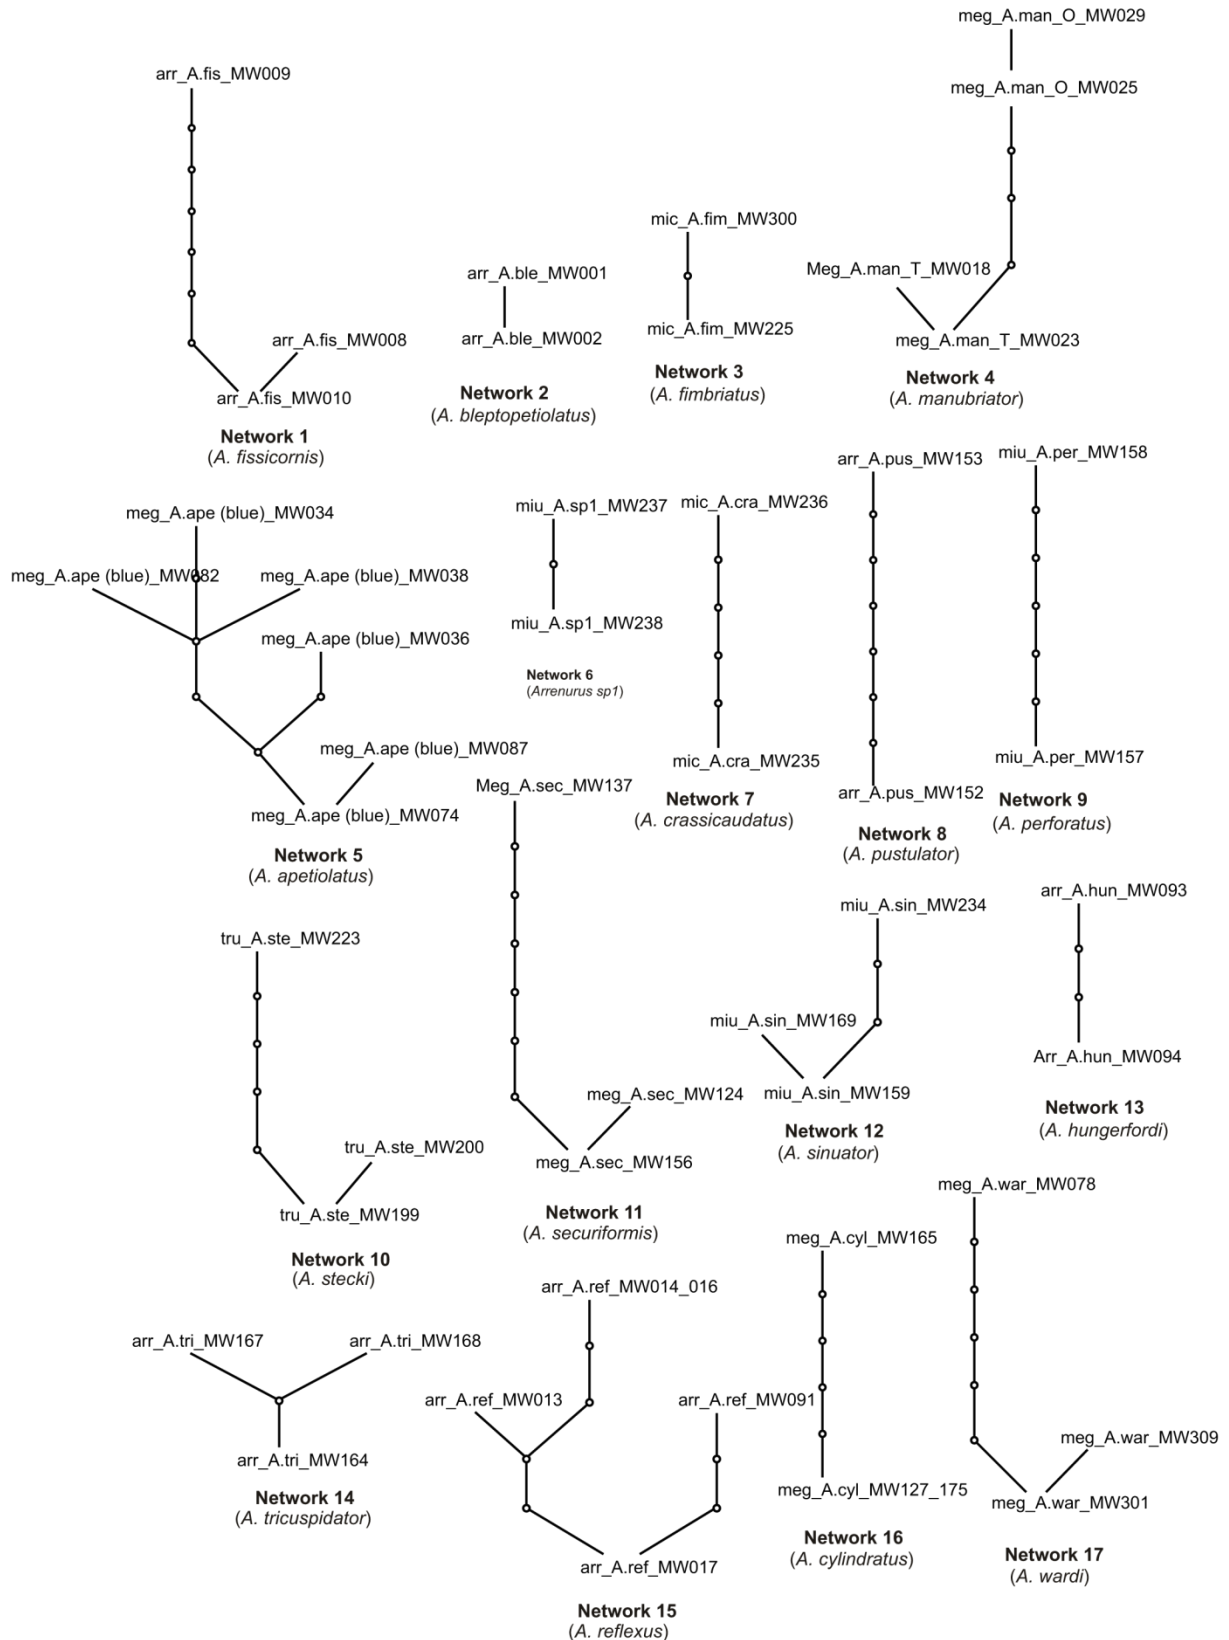 meg_A.man_O_MW029
arr_A.fis_MW009
meg_A.man_O_MW025
mic_A.fim_MW300
arr_A.ble_MW001
Meg_A.man_T_MW018
arr_A.fis_MW008
arr_A.ble_MW002
mic_A.fim_MW225
meg_A.man_T_MW023
arr_A.fis_MW010
Network 1
(A. fissicornis)
Network 2
(A. bleptopetiolatus)
Network 3
(A. fimbriatus)
Network 4
(A. manubriator)
meg_A.ape (blue)_MW034
meg_A.ape (blue)_MW082
meg_A.ape (blue)_MW038
meg_A.ape (blue)_MW036
meg_A.ape (blue)_MW087
meg_A.ape (blue)_MW074
Network 5
(A. apetiolatus)
miu_A.sp1_MW237
miu_A.sp1_MW238
Network 6
(Arrenurus sp1)
mic_A.cra_MW236
mic_A.cra_MW235
Network 7
(A. crassicaudatus)
arr_A.pus_MW153
arr_A.pus_MW152
Network 8
(A. pustulator)
miu_A.per_MW158
miu_A.per_MW157
Network 9
(A. perforatus)
tru_A.ste_MW223
tru_A.ste_MW200
tru_A.ste_MW199
Network 10
(A. stecki)
Meg_A.sec_MW137
meg_A.sec_MW124
meg_A.sec_MW156
Network 11
(A. securiformis)
miu_A.sin_MW234
miu_A.sin_MW169
miu_A.sin_MW159
Network 12
(A. sinuator)
arr_A.hun_MW093
Arr_A.hun_MW094
Network 13
(A. hungerfordi)
arr_A.tri_MW167
arr_A.tri_MW168
arr_A.tri_MW164
Network 14
(A. tricuspidator)
arr_A.ref_MW014_016
arr_A.ref_MW013
arr_A.ref_MW091
arr_A.ref_MW017
Network 15
(A. reflexus)
meg_A.cyl_MW165
meg_A.cyl_MW127_175
Network 16
(A. cylindratus)
meg_A.war_MW078
meg_A.war_MW309
meg_A.war_MW301
Network 17
(A. wardi)